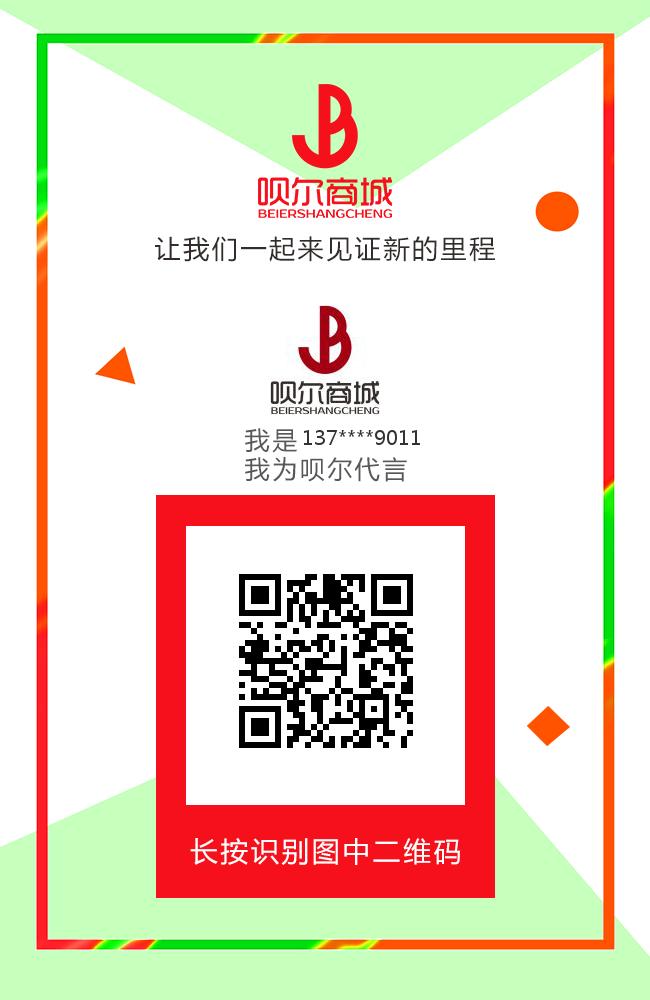 呗尔商城
BEIERSHANGCHENG
让我们一起来见证新的里程
呗尔商城
BEIERSHANGCHENG
我是 137****9011
我为呗尔代言
长按识别图中二维码